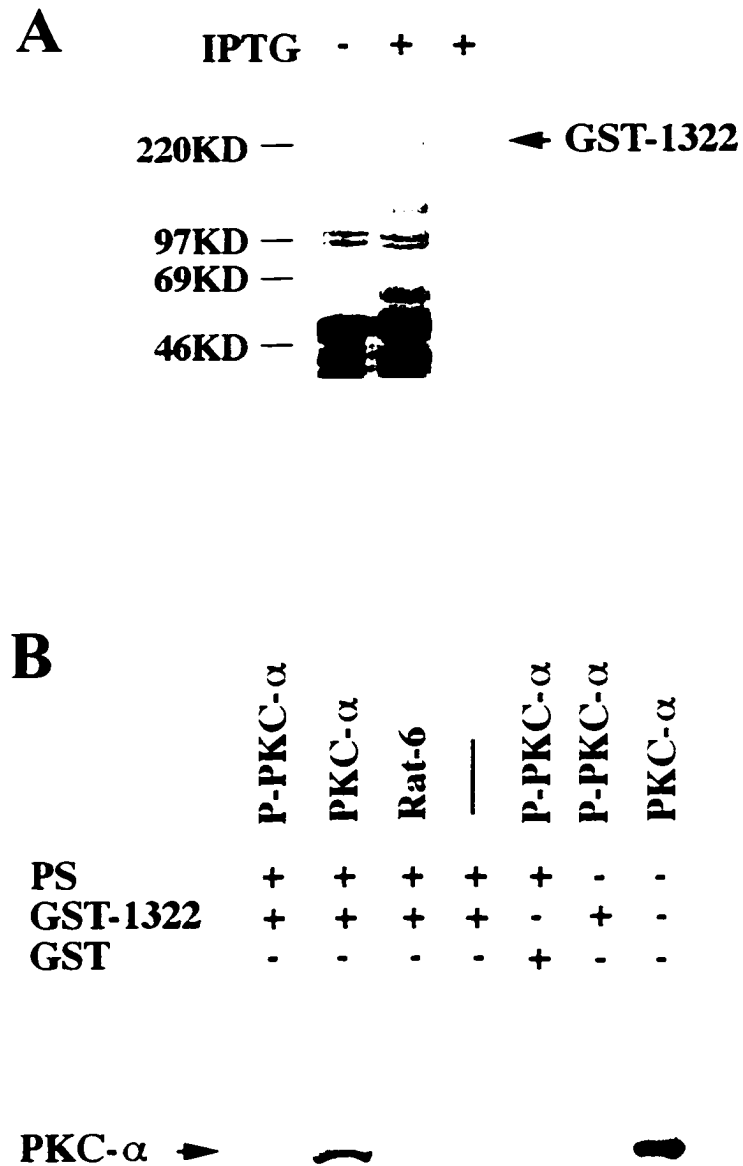 A
IPTG - + +
220KD
GST-1322
97KD
69KD
46KD
B
P-PKC-α PKC-α Rat-6 P-PKC-α P-PKC-α PKC-α
PS + + + + + - -
GST-1322 + + + + - + -
GST - - - - + - -
PKC-α